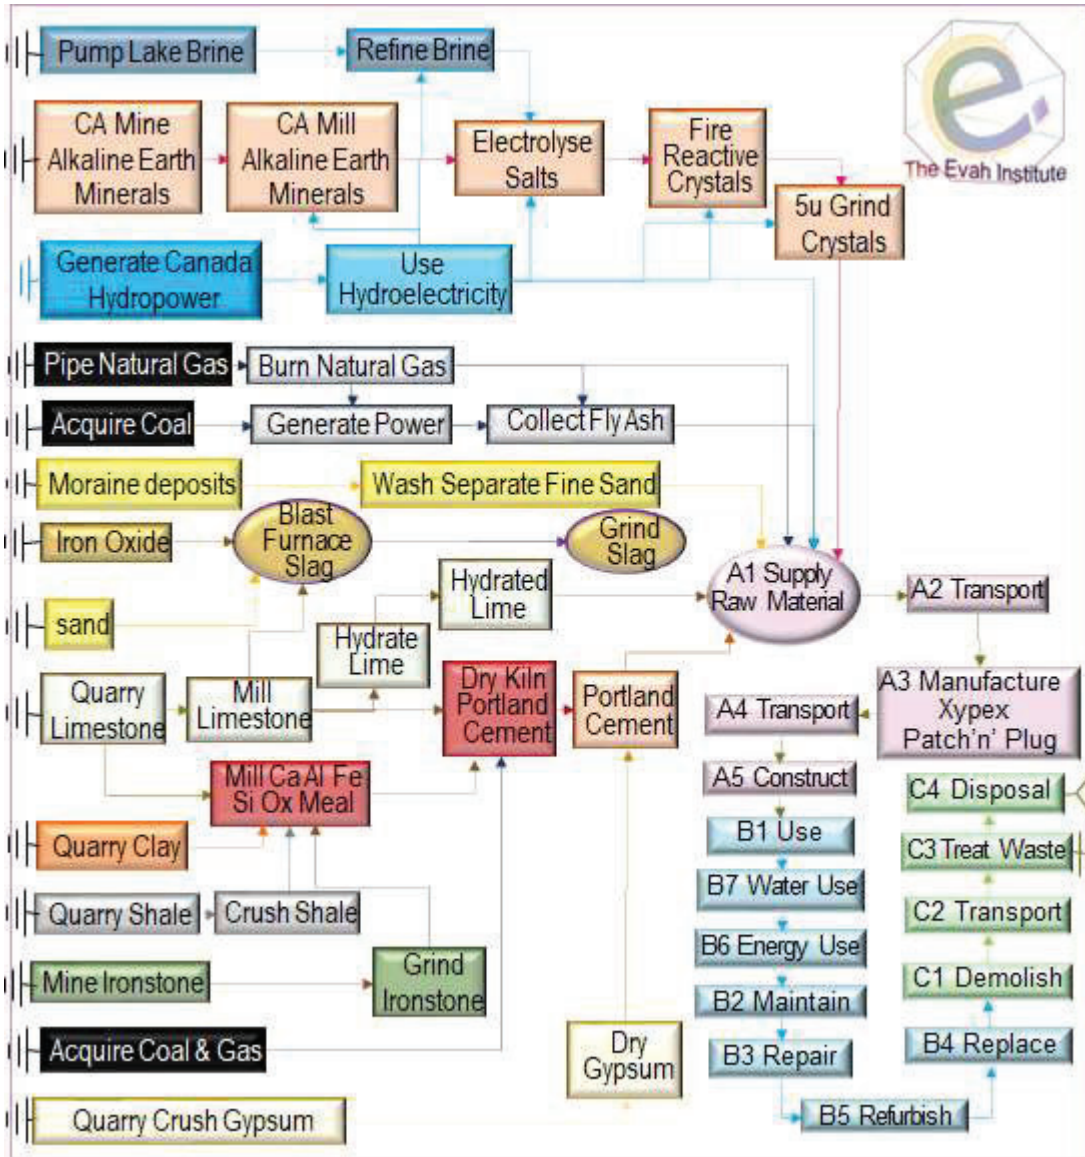 Pump Lake Brine
Refine Brine
The Evah Institute
CA Mine
Alkaline Earth
Minerals
CA Mill
Alkaline Earth
Minerals
Electrolyse
Salts
Fire
Reactive
Crystals
5u Grind
Crystals
Generate Canada
Hydropower
Use
Hydroelectricity
Pipe Natural Gas
Burn Natural Gas
Acquire Coal
Generate Power
Collect Fly Ash
Moraine deposits
Wash Separate Fine Sand
Iron Oxide
Blast
Furnace
Slag
Grind
Slag
A1 Supply
Raw Material
A2 Transport
Hydrated
Lime
sand
Hydrate
Lime
Quarry
Limestone
Mill
Limestone
Dry Kiln
Portland
Cement
Portland
Cement
A3 Manufacture
Xypex
Patch'n' Plug
A4 Transport
A5 Construct
Mill Ca Al Fe
Si Ox Meal
C4 Disposal
B1 Use
C3 Treat Waste
Quarry Clay
B7 Water Use
Quarry Shale
Crush Shale
C2 Transport
B6 Energy Use
Mine Ironstone
Grind
Ironstone
C1 Demolish
B2 Maintain
Acquire Coal & Gas
Dry
Gypsum
B3 Repair
B4 Replace
Quarry Crush Gypsum
B5 Refurbish